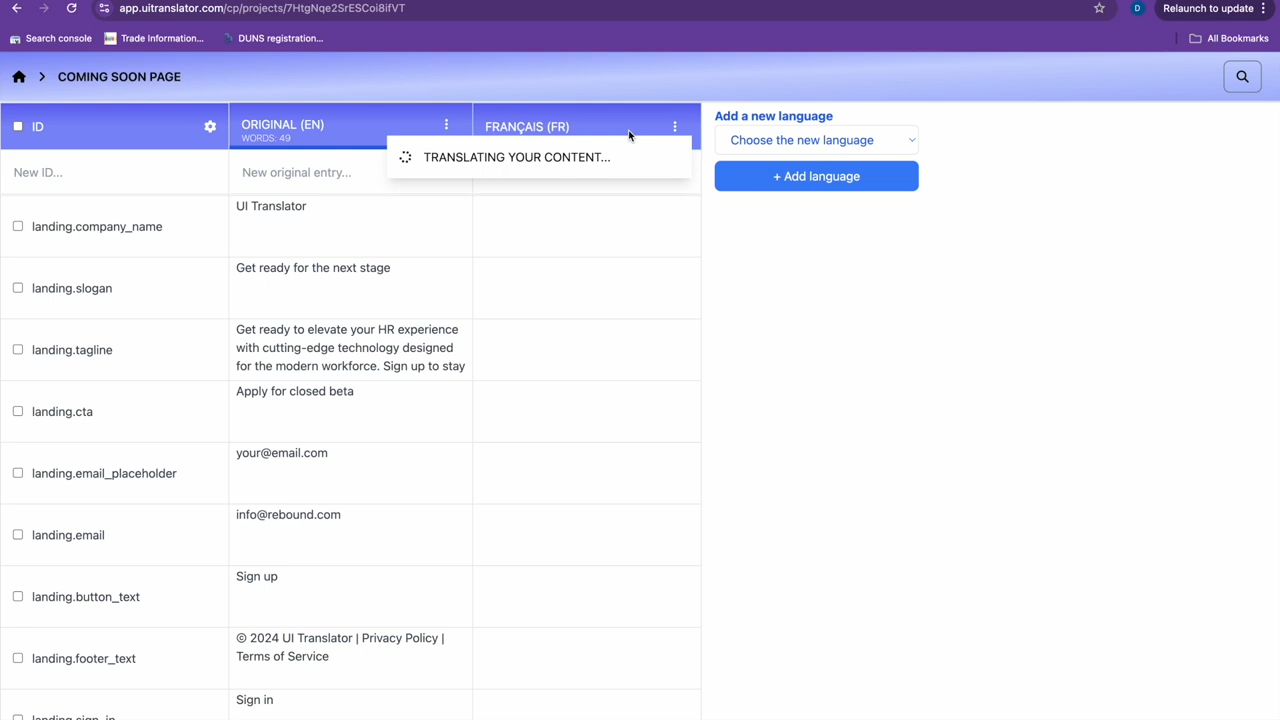 app.uitranslator.com/cp/projects/7HtgNqe2SrESCoi8ifVT
D
Relaunch to update
Search console
Trade Information...
DUNS registration...
All Bookmarks
COMING SOON PAGE
ID
ORIGINAL (EN)
WORDS: 49
FRANÇAIS (FR)
TRANSLATING YOUR CONTENT...
Add a new language
Choose the new language
+ Add language
New ID...
New original entry...
landing.company_name
UI Translator
landing.slogan
Get ready for the next stage
landing.tagline
Get ready to elevate your HR experience
with cutting-edge technology designed
for the modern workforce. Sign up to stay
landing.cta
Apply for closed beta
landing.email_placeholder
your@email.com
landing.email
info@rebound.com
landing.button_text
Sign up
landing.footer_text
© 2024 UI Translator | Privacy Policy |
Terms of Service
landing.sign_in
Sign in